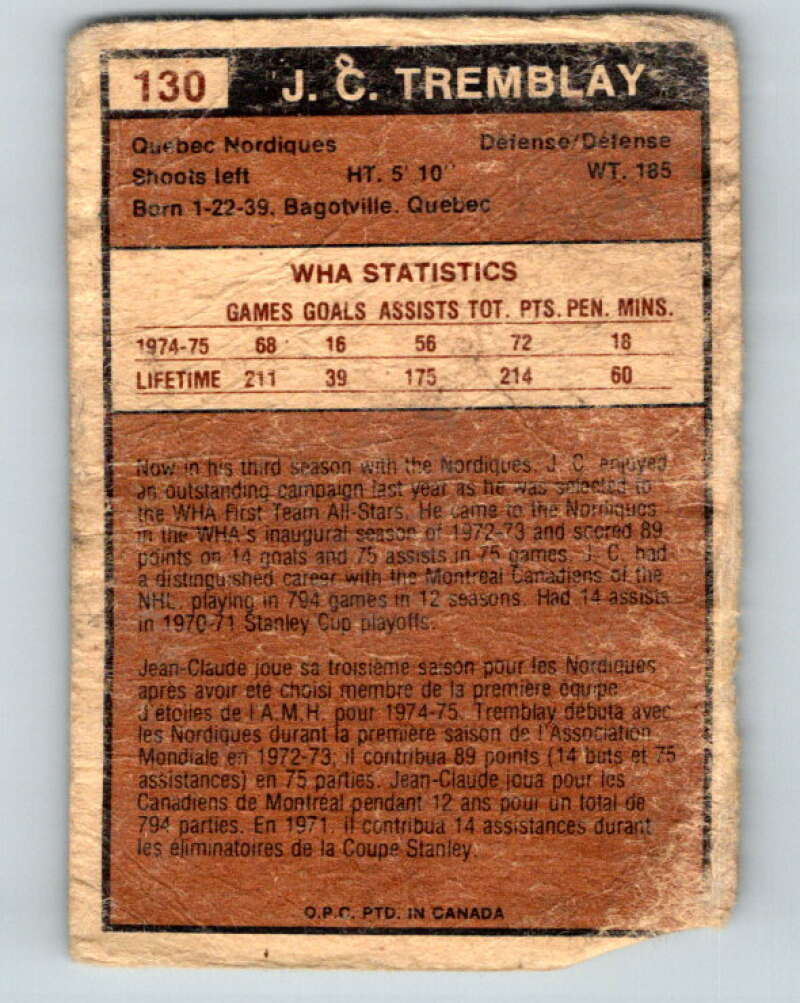 130 J. C. TREMBLAY
Quebec Nordiques Defense/Défense
Shoots left HT. 5' 10" WT. 185
Born 1-22-39, Bagotville, Quebec
WHA STATISTICS
GAMES GOALS ASSISTS TOT. PTS. PEN. MINS.
1974-75 68 16 56 72 18
LIFETIME 211 39 175 214 60
Now in his third season with the Nordiques, J. C. enjoyed
an outstanding campaign last year as he was selected to
the WHA First Team All-Stars. He came to the Nordiques
in the WHA's inaugural season of 1972-73 and scored 89
points on 14 goals and 75 assists in 75 games. J. C. had
a distinguished career with the Montreal Canadiens of the
NHL, playing in 794 games in 12 seasons. Had 14 assists
in 1970-71 Stanley Cup playoffs.
Jean-Claude joue sa troisième saison pour les Nordiques
après avoir été choisi membre de la première équipe
d'étoiles de l'A.M.H. pour 1974-75. Tremblay débuta avec
les Nordiques durant la première saison de l'Association
Mondiale en 1972-73; il contribua 89 points (14 buts et 75
assistances) en 75 parties. Jean-Claude joua pour les
Canadiens de Montréal pendant 12 ans pour un total de
794 parties. En 1971, il contribua 14 assistances durant
les éliminatoires de la Coupe Stanley.
O.P.C. PTD. IN CANADA